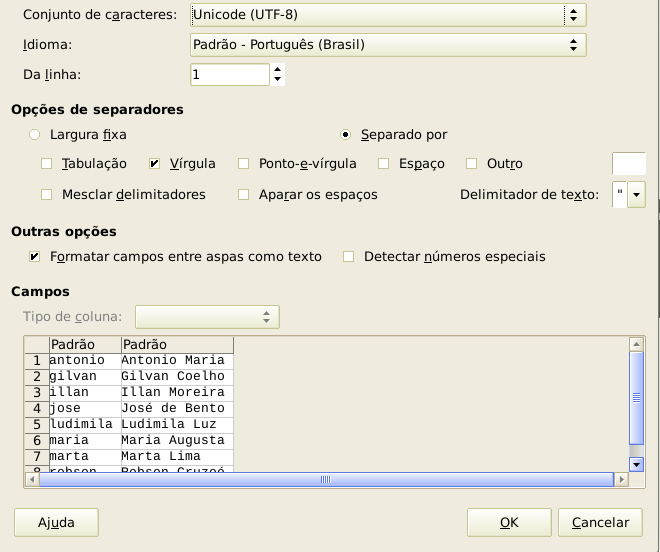 Conjunto de caracteres: Unicode (UTF-8)
Idioma: Padrão - Português (Brasil)
Da linha: 1
Opções de separadores
Largura fixa Separado por
Tabulação Vírgula Ponto-e-vírgula Espaço Outro
Mesclar delimitadores Aparar os espaços Delimitador de texto: "
Outras opções
Formatar campos entre aspas como texto Detectar números especiais
Campos
Tipo de coluna:
Padrão Padrão
1 antonio Antonio Maria
2 gilvan Gilvan Coelho
3 illan Illan Moreira
4 jose José de Bento
5 ludimila Ludimila Luz
6 maria Maria Augusta
7 marta Marta Lima
8 robson Robson Cruzoé
Ajuda OK Cancelar